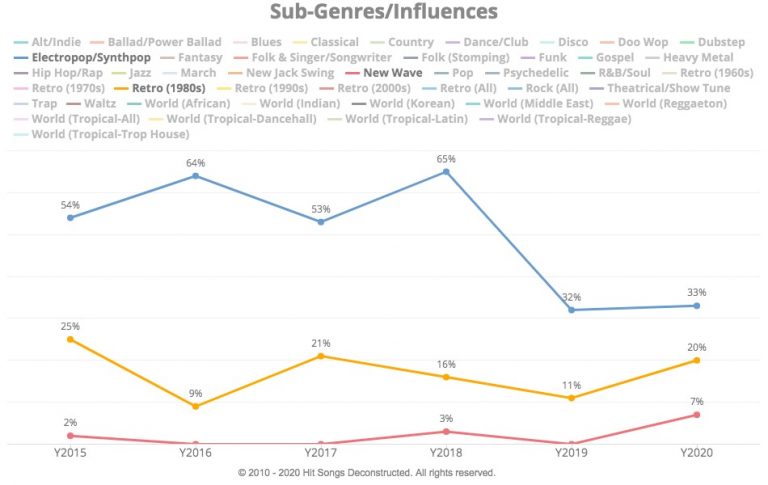 Sub-Genres/Influences
Alt/Indie Ballad/Power Ballad Blues Classical Country Dance/Club Disco Doo Wop Dubstep
Electropop/Synthpop Fantasy Folk & Singer/Songwriter Folk (Stomping) Funk Gospel Heavy Metal
Hip Hop/Rap Jazz March New Jack Swing New Wave Pop Psychedelic R&B/Soul Retro (1960s)
Retro (1970s) Retro (1980s) Retro (1990s) Retro (2000s) Retro (All) Rock (All) Theatrical/Show Tune
Trap Waltz World (African) World (Indian) World (Korean) World (Middle East) World (Reggaeton)
World (Tropical-All) World (Tropical-Dancehall) World (Tropical-Latin) World (Tropical-Reggae)
World (Tropical-Trop House)
65%
64%
54%
53%
32%
33%
25%
21%
20%
16%
11%
9%
7%
3%
2%
Y2015 Y2016 Y2017 Y2018 Y2019 Y2020
© 2010 - 2020 Hit Songs Deconstructed. All rights reserved.